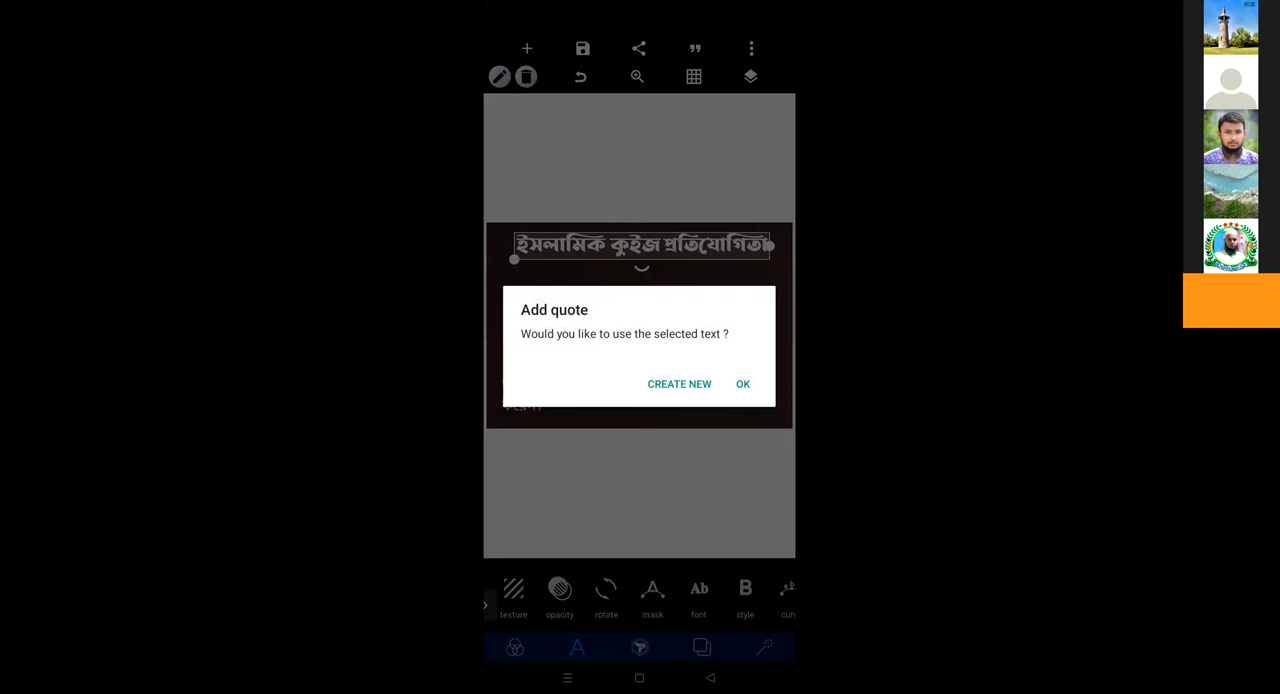 ইসলামিক কুইজ প্রতিযোগিতা
Add quote
Would you like to use the selected text ?
CREATE NEW OK
texture opacity rotate mask font style curv